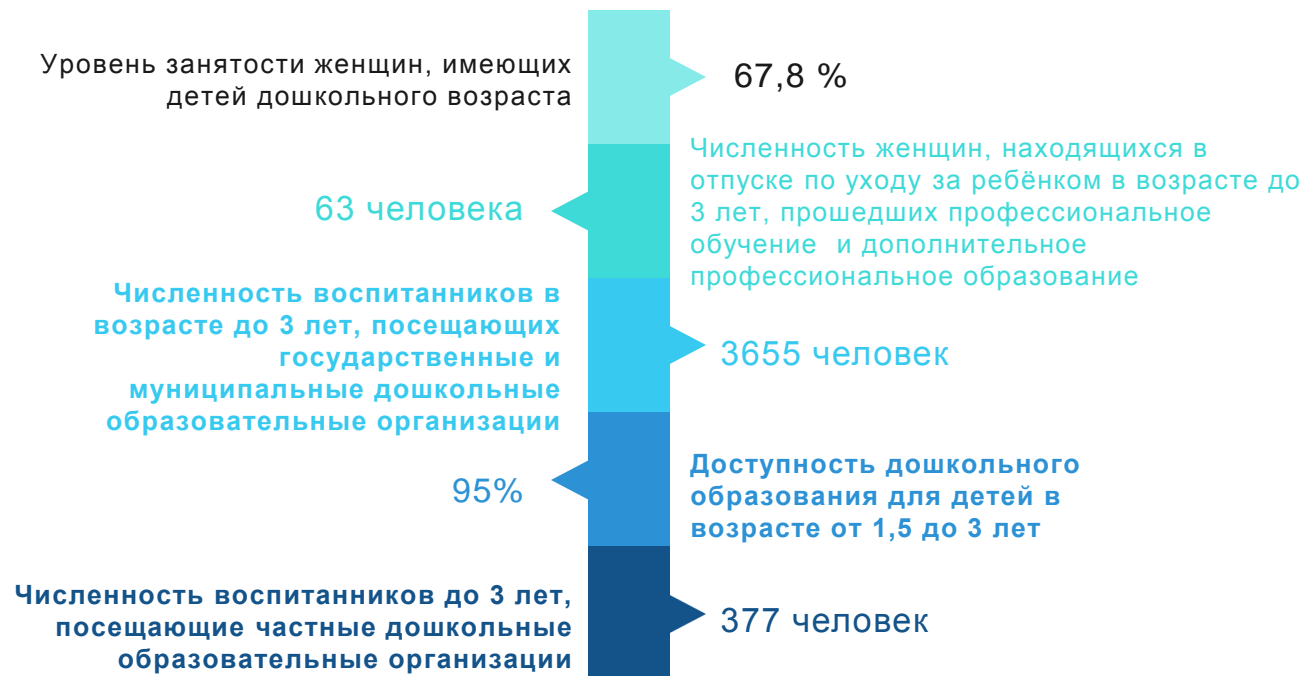 Уровень занятости женщин, имеющих
детей дошкольного возраста
67,8 %
63 человека
Численность женщин, находящихся в
отпуске по уходу за ребёнком в возрасте до
3 лет, прошедших профессиональное
обучение  и дополнительное
профессиональное образование
Численность воспитанников в
возрасте до 3 лет, посещающих
государственные и
муниципальные дошкольные
образовательные организации
3655 человек
95%
Доступность дошкольного
образования для детей в
возрасте от 1,5 до 3 лет
Численность воспитанников до 3 лет,
посещающие частные дошкольные
образовательные организации
377 человек